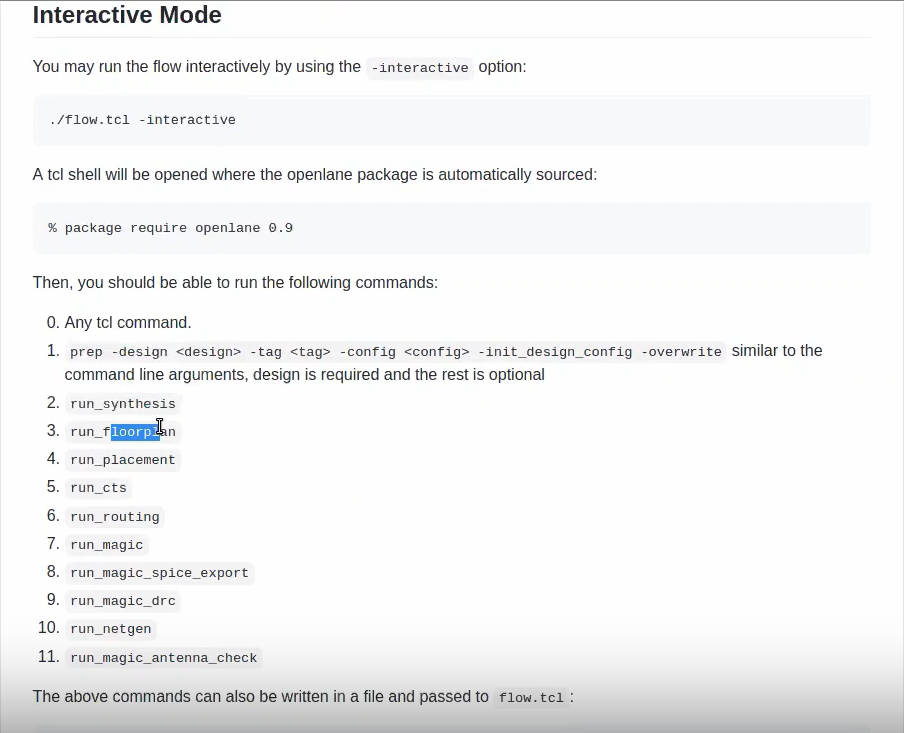 Interactive Mode
You may run the flow interactively by using the -interactive option:
./flow.tcl -interactive
A tcl shell will be opened where the openlane package is automatically sourced:
% package require openlane 0.9
Then, you should be able to run the following commands:
0. Any tcl command.
1. prep -design <design> -tag <tag> -config <config> -init_design_config -overwrite similar to the
command line arguments, design is required and the rest is optional
2. run_synthesis
3. run_floorplan
4. run_placement
5. run_cts
6. run_routing
7. run_magic
8. run_magic_spice_export
9. run_magic_drc
10. run_netgen
11. run_magic_antenna_check
The above commands can also be written in a file and passed to flow.tcl :